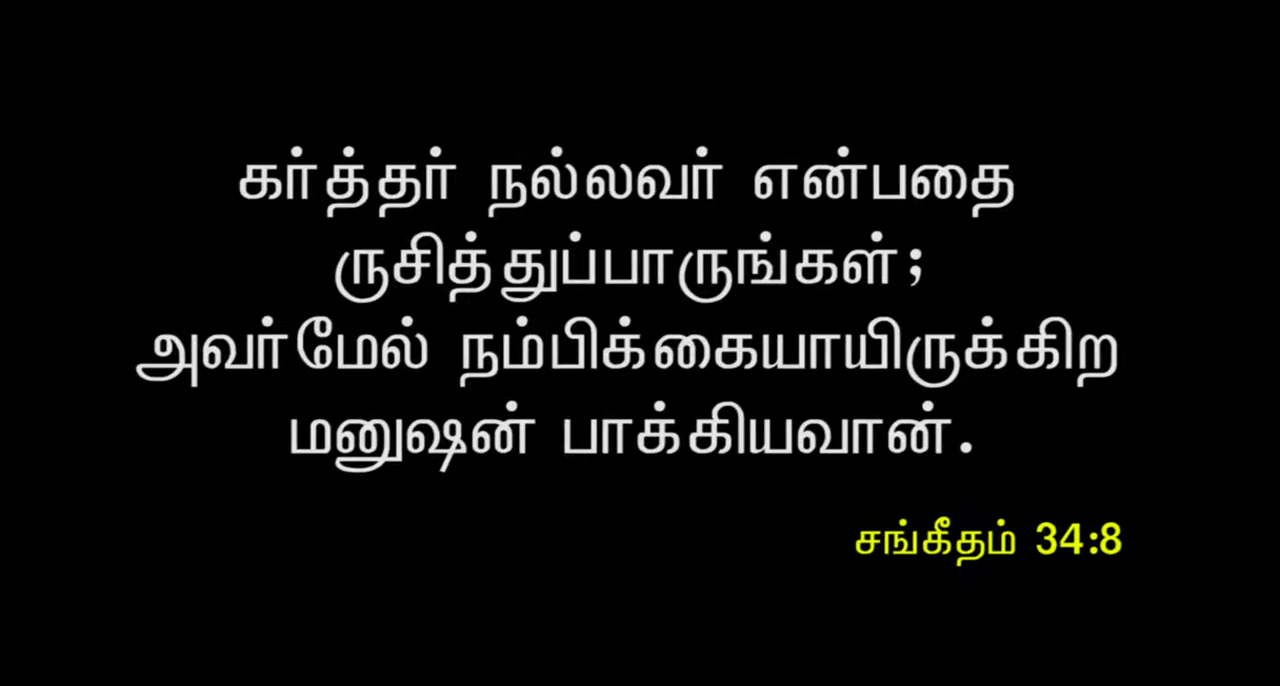 கர்த்தர் நல்லவர் என்பதை
ருசித்துப்பாருங்கள்;
அவர்மேல் நம்பிக்கையாயிருக்கிற
மனுஷன் பாக்கியவான்.
சங்கீதம் 34:8